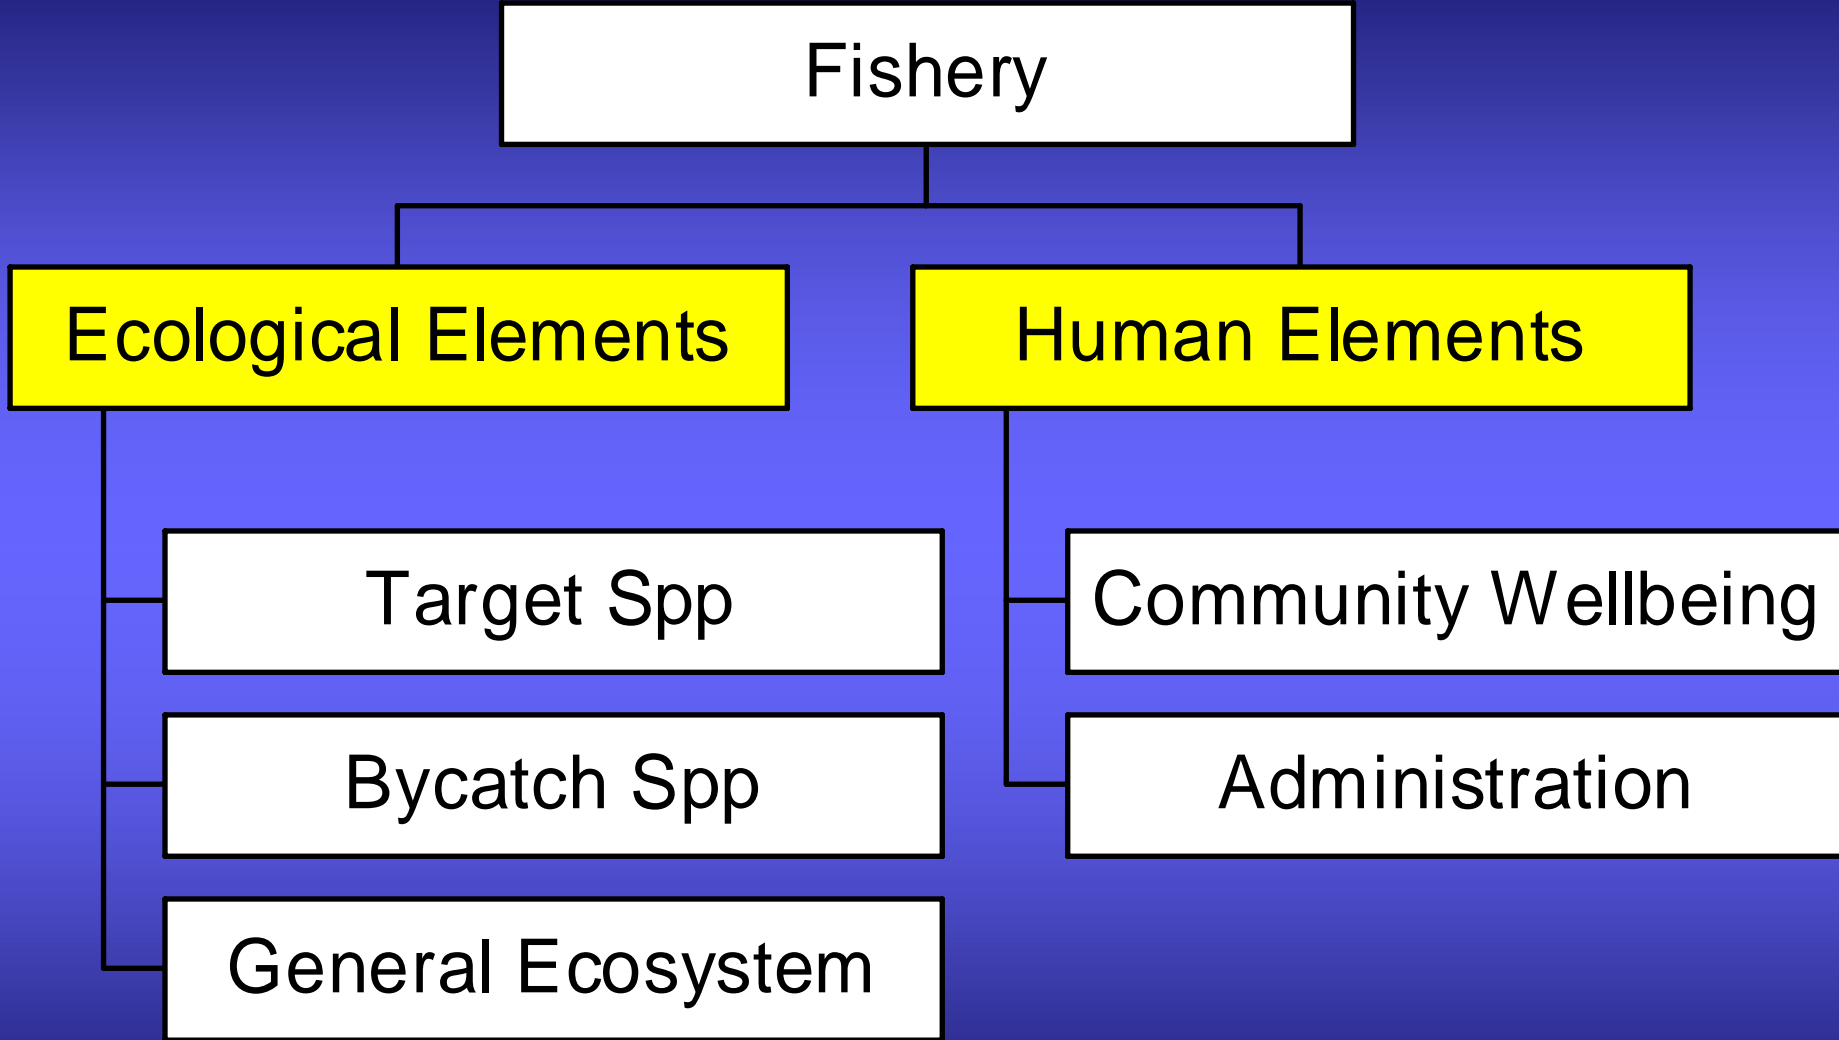 Fishery
Ecological Elements
Human Elements
Target Spp
Community Wellbeing
Bycatch Spp
Administration
General Ecosystem